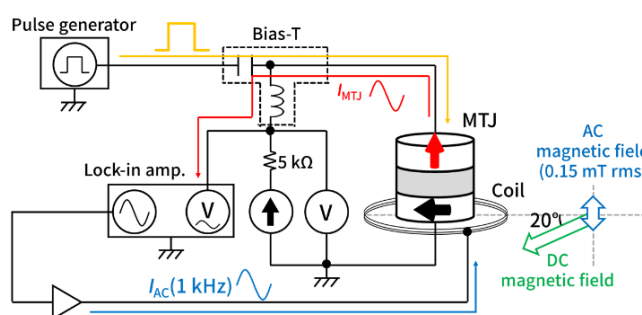 Pulse generator
Bias-T
I_MTJ
MTJ
AC
magnetic field
(0.15 mT rms)
5 kΩ
Lock-in amp.
Coil
V
V
20°
DC
magnetic field
I_AC(1 kHz)